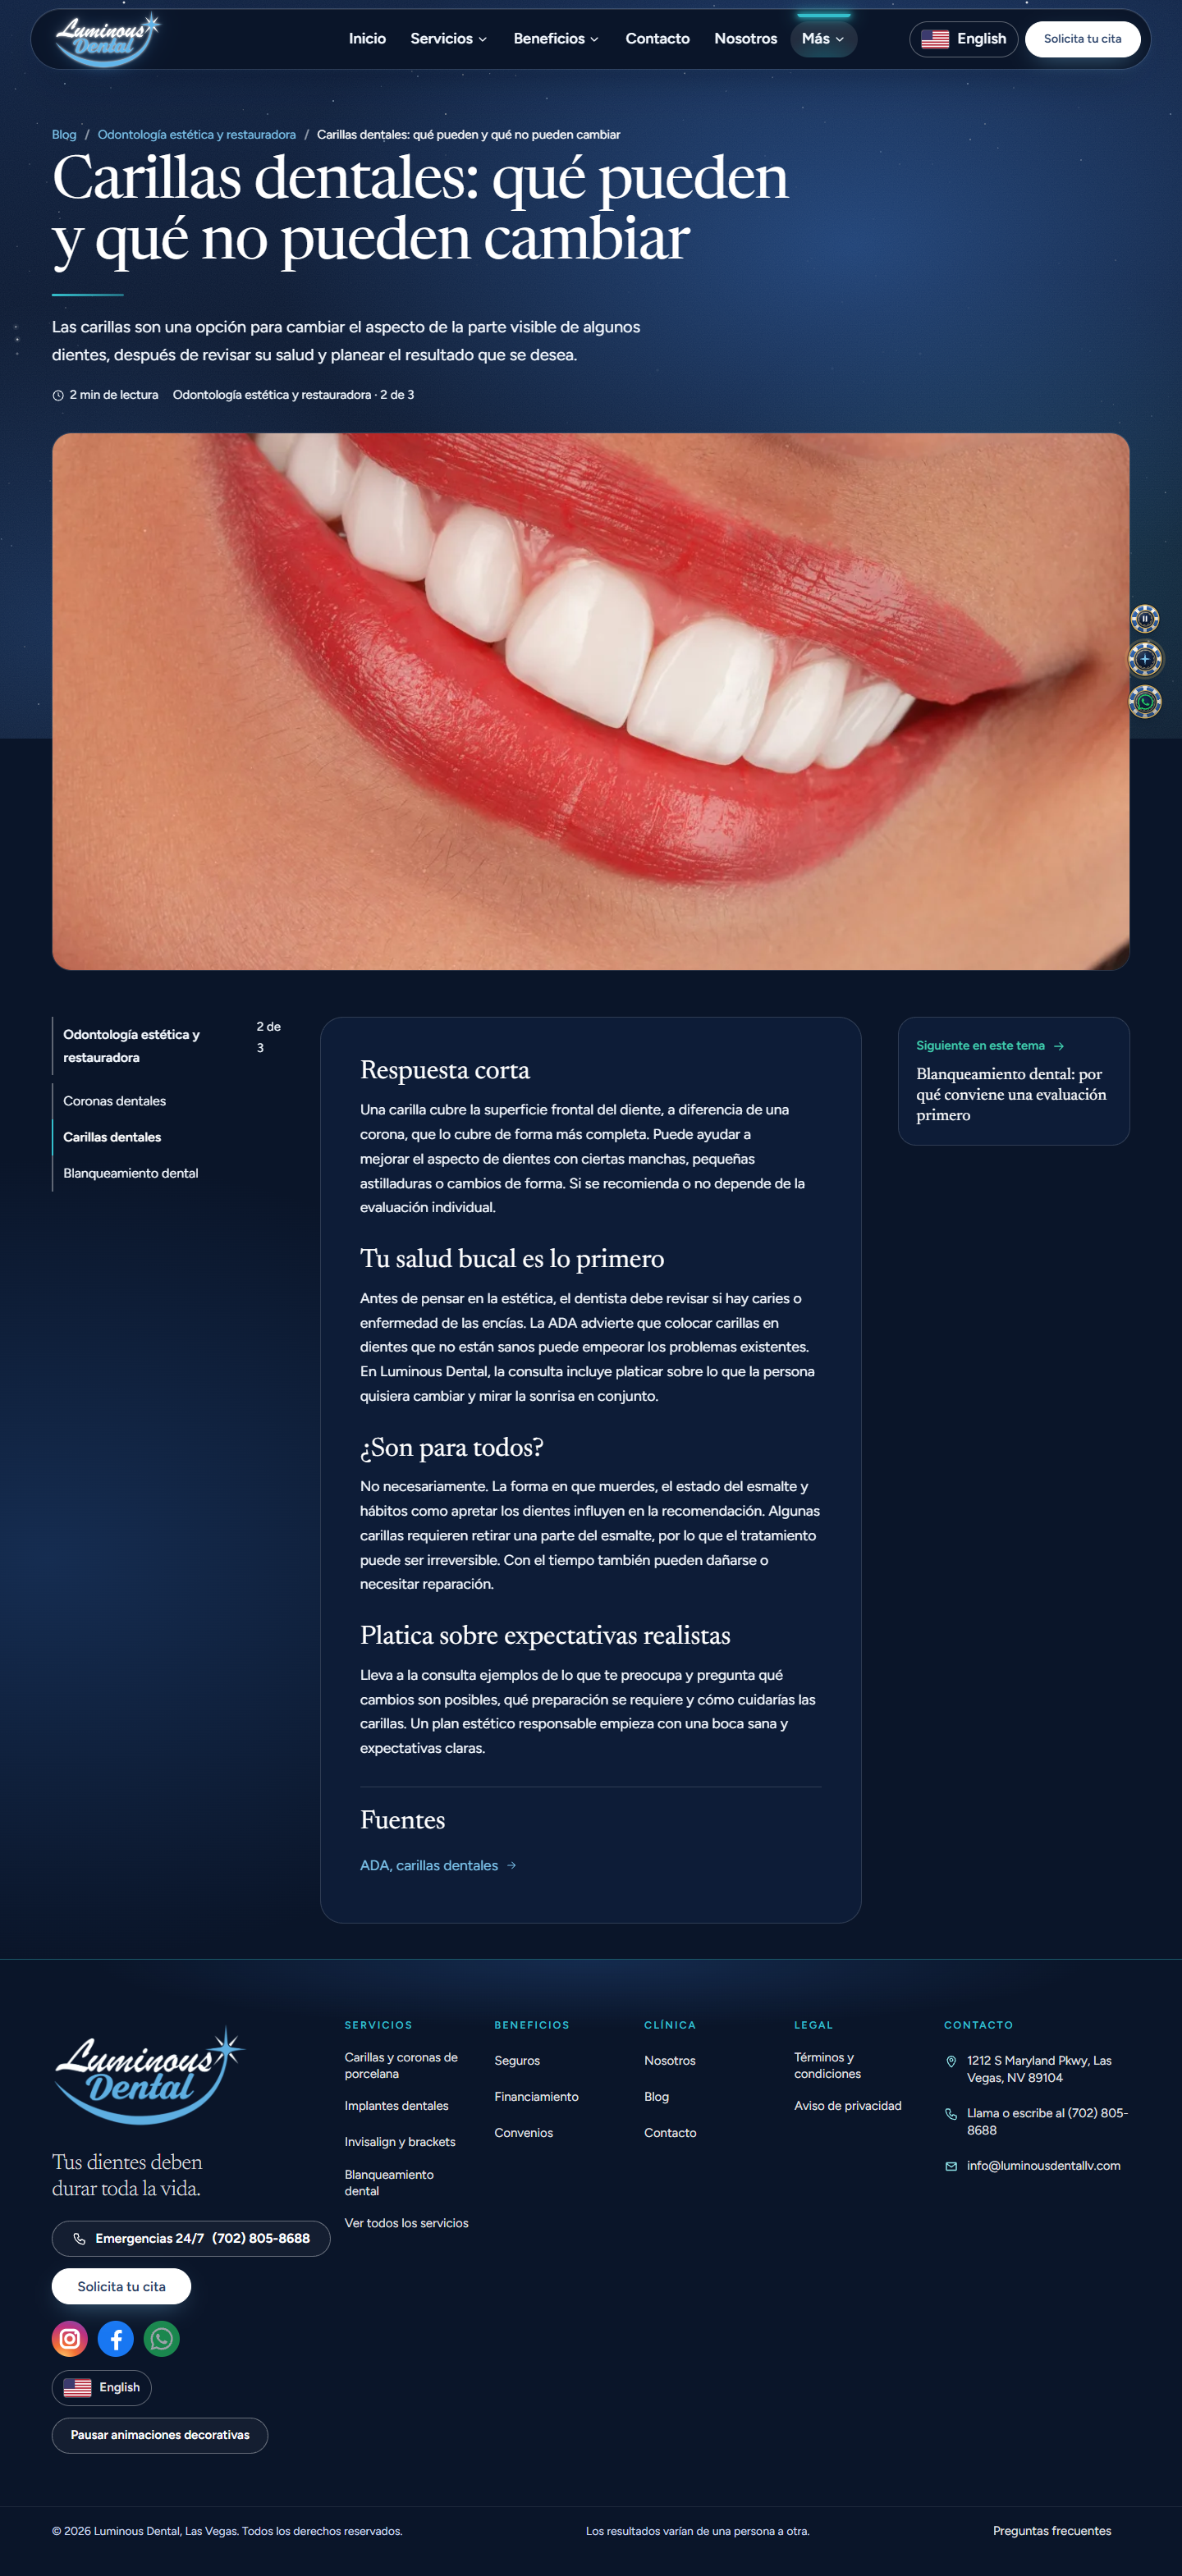 Luminous
Dental
Inicio
Servicios
Beneficios
Contacto
Nosotros
Más
English
Solicita tu cita
Blog / Odontología estética y restauradora / Carillas dentales: qué pueden y qué no pueden cambiar
Carillas dentales: qué pueden
y qué no pueden cambiar
Las carillas son una opción para cambiar el aspecto de la parte visible de algunos
dientes, después de revisar su salud y planear el resultado que se desea.
2 min de lectura
Odontología estética y restauradora · 2 de 3
Odontología estética y
restauradora
2 de
3
Coronas dentales
Carillas dentales
Blanqueamiento dental
Respuesta corta
Una carilla cubre la superficie frontal del diente, a diferencia de una
corona, que lo cubre de forma más completa. Puede ayudar a
mejorar el aspecto de dientes con ciertas manchas, pequeñas
astilladuras o cambios de forma. Si se recomienda o no depende de la
evaluación individual.
Tu salud bucal es lo primero
Antes de pensar en la estética, el dentista debe revisar si hay caries o
enfermedad de las encías. La ADA advierte que colocar carillas en
dientes que no están sanos puede empeorar los problemas existentes.
En Luminous Dental, la consulta incluye platicar sobre lo que la persona
quisiera cambiar y mirar la sonrisa en conjunto.
¿Son para todos?
No necesariamente. La forma en que muerdes, el estado del esmalte y
hábitos como apretar los dientes influyen en la recomendación. Algunas
carillas requieren retirar una parte del esmalte, por lo que el tratamiento
puede ser irreversible. Con el tiempo también pueden dañarse o
necesitar reparación.
Platica sobre expectativas realistas
Lleva a la consulta ejemplos de lo que te preocupa y pregunta qué
cambios son posibles, qué preparación se requiere y cómo cuidarías las
carillas. Un plan estético responsable empieza con una boca sana y
expectativas claras.
Fuentes
ADA, carillas dentales →
Siguiente en este tema →
Blanqueamiento dental: por
qué conviene una evaluación
primero
Luminous
Dental
Tus dientes deben
durar toda la vida.
Emergencias 24/7 (702) 805-8688
Solicita tu cita
English
Pausar animaciones decorativas
SERVICIOS
Carillas y coronas de
porcelana
Implantes dentales
Invisalign y brackets
Blanqueamiento
dental
Ver todos los servicios
BENEFICIOS
Seguros
Financiamiento
Convenios
CLÍNICA
Nosotros
Blog
Contacto
LEGAL
Términos y
condiciones
Aviso de privacidad
CONTACTO
1212 S Maryland Pkwy, Las
Vegas, NV 89104
Llama o escribe al (702) 805-
8688
info@luminousdentallv.com
© 2026 Luminous Dental, Las Vegas. Todos los derechos reservados.
Los resultados varían de una persona a otra.
Preguntas frecuentes